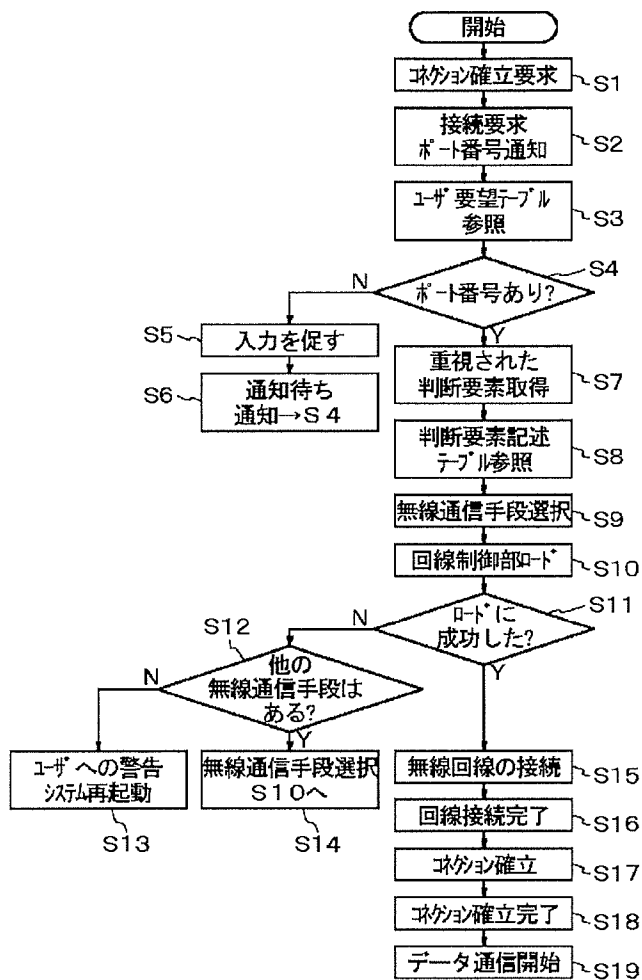 開始
コネクション確立要求
S1
接続要求
ポート番号通知
S2
ユーザ要望テーブル
参照
S3
S4
ポート番号あり?
N
Y
S5
入力を促す
S6
通知待ち
通知→S4
重視された
判断要素取得
S7
判断要素記述
テーブル参照
S8
無線通信手段選択
S9
回線制御部ロード
S10
S11
ロードに
成功した?
N
Y
S12
他の
無線通信手段は
ある?
N
Y
ユーザへの警告
システム再起動
S13
無線通信手段選択
S10へ
S14
無線回線の接続
S15
回線接続完了
S16
コネクション確立
S17
コネクション確立完了
S18
データ通信開始
S19